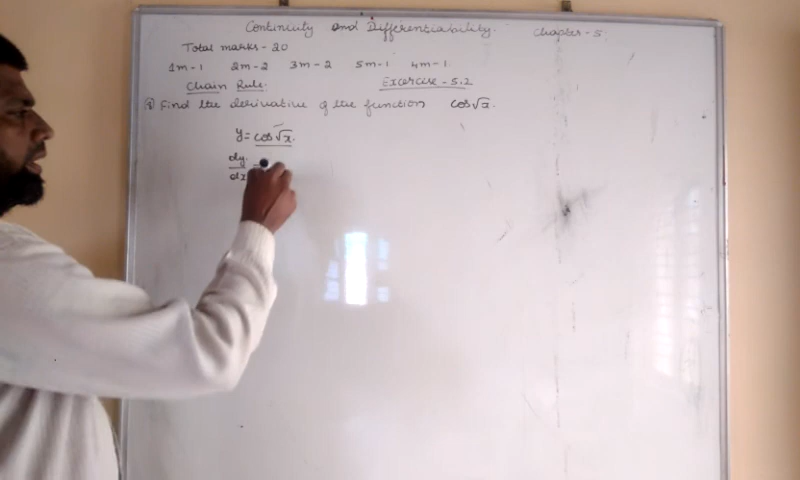 Continuity and Differentiability. Chapter - 5
Total marks - 20
1m - 1 2m - 2 3m - 2 5m - 1 4m - 1
Chain Rule. Excercise - 5.2
① Find the derivative of the function cos√x.
y = cos√x.
dy/dx =